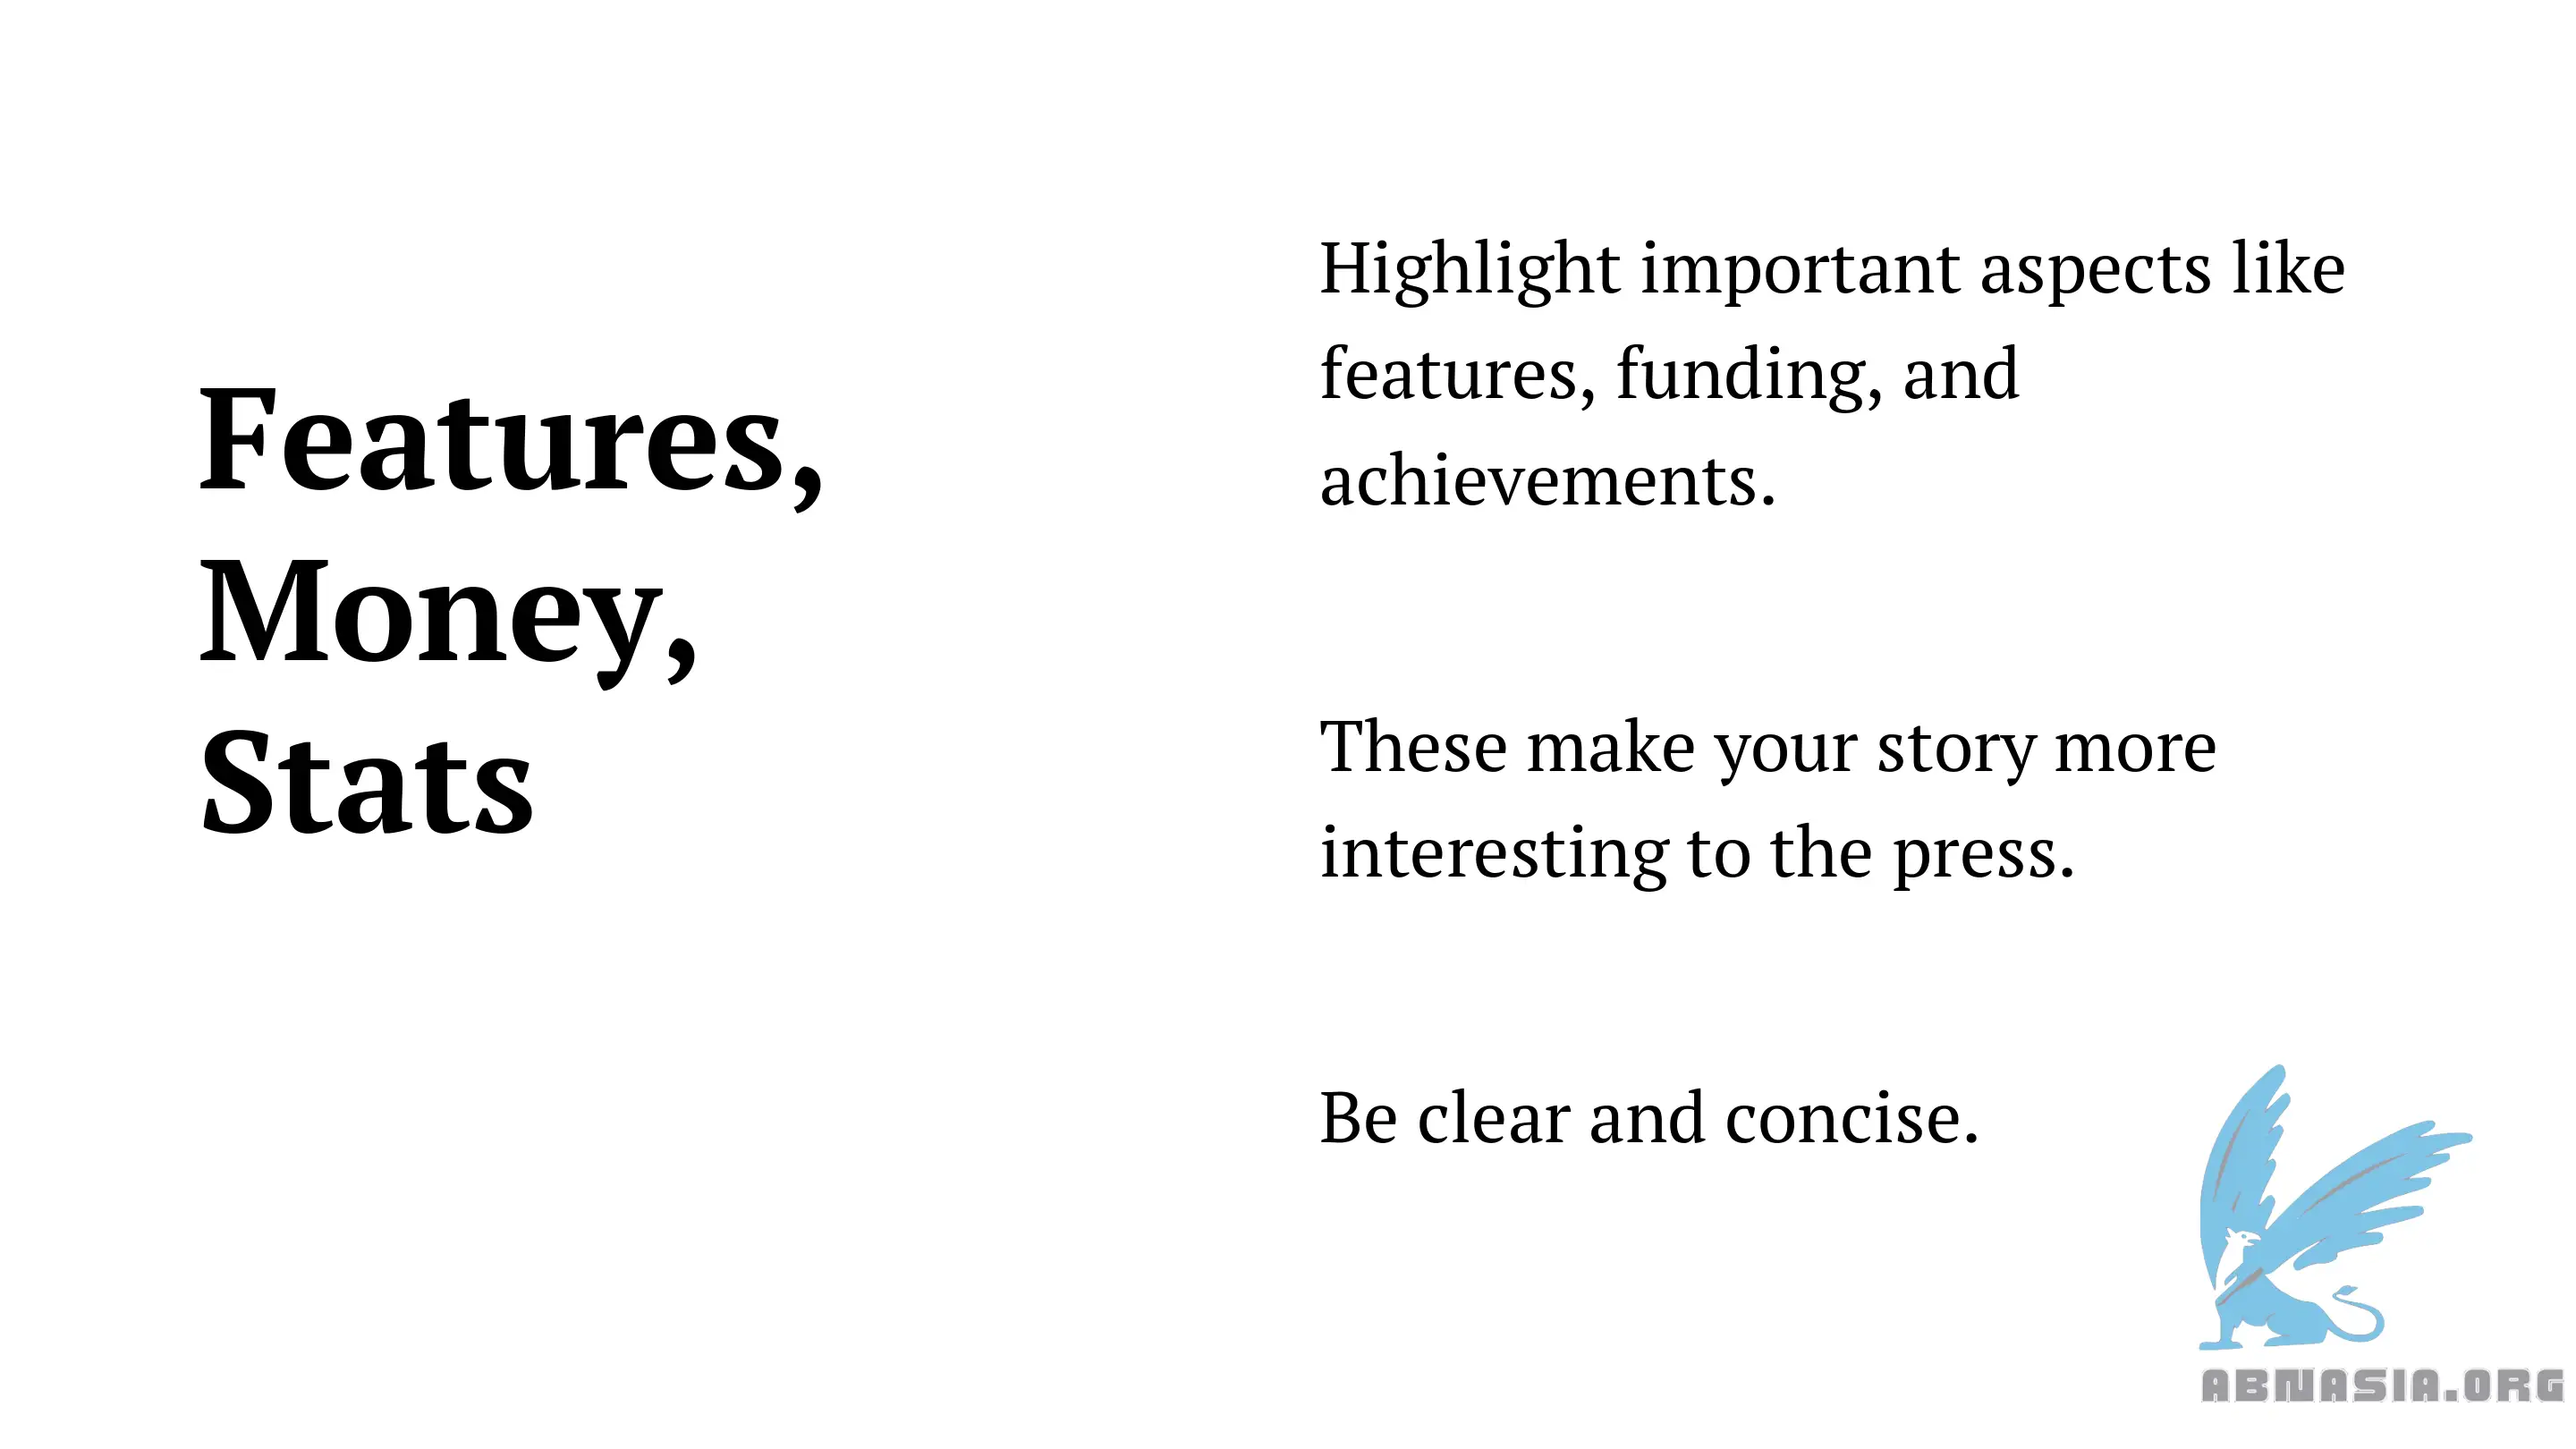 Features,
Money,
Stats
Highlight important aspects like
features, funding, and
achievements.
These make your story more
interesting to the press.
Be clear and concise.
ABNASIA.ORG